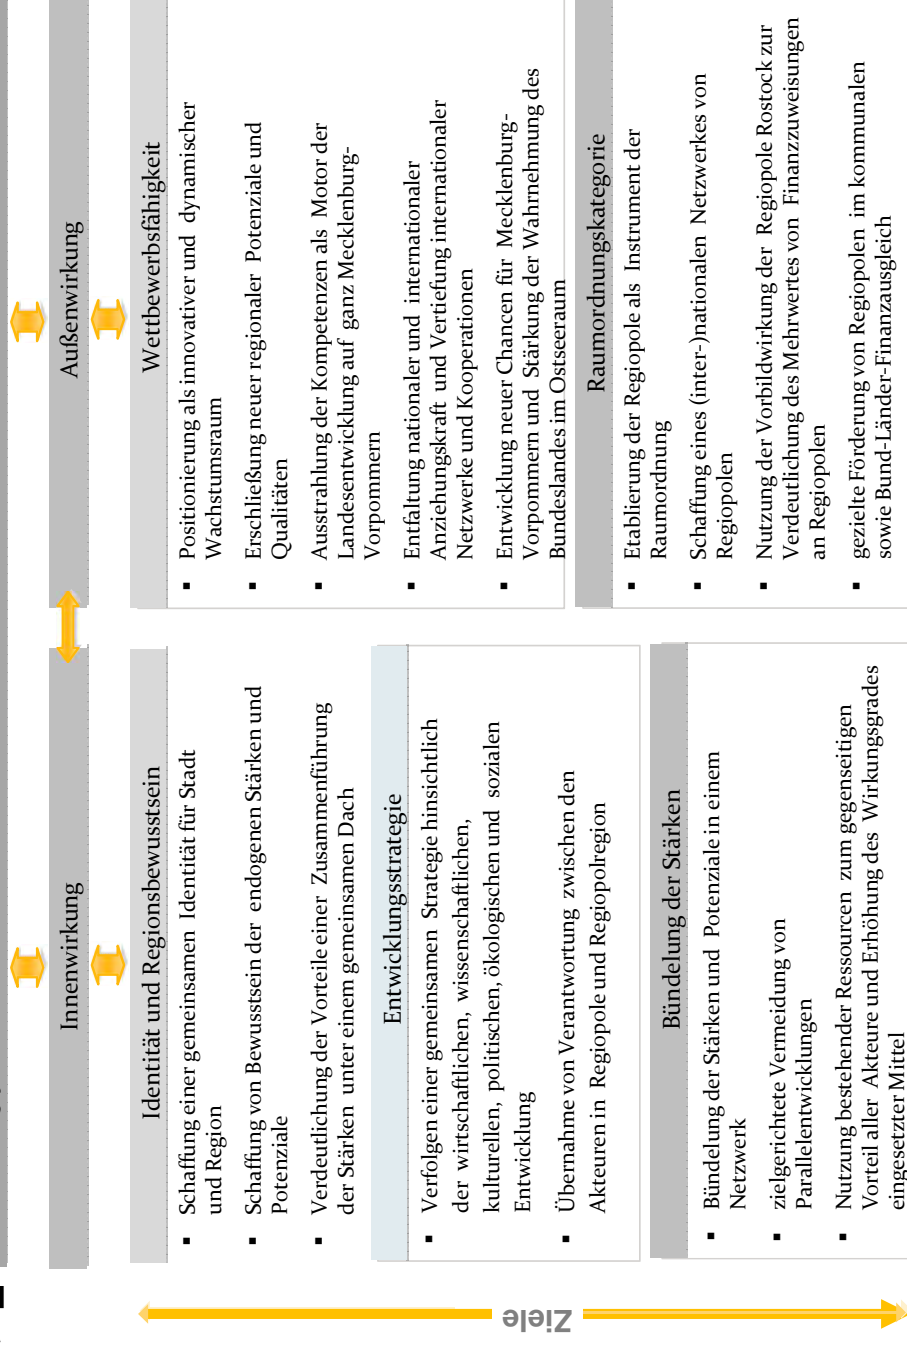 Innenwirkung
Außenwirkung
Identität und Regionsbewusstsein
▪ Schaffung einer gemeinsamen Identität für Stadt
und Region
▪ Schaffung von Bewusstsein der endogenen Stärken und
Potenziale
▪ Verdeutlichung der Vorteile einer Zusammenführung
der Stärken unter einem gemeinsamen Dach
Entwicklungsstrategie
▪ Verfolgen einer gemeinsamen Strategie hinsichtlich
der wirtschaftlichen, wissenschaftlichen,
kulturellen, politischen, ökologischen und sozialen
Entwicklung
▪ Übernahme von Verantwortung zwischen den
Akteuren in Regiopole und Regiopolregion
Bündelung der Stärken
▪ Bündelung der Stärken und Potenziale in einem
Netzwerk
▪ zielgerichtete Vermeidung von
Parallelentwicklungen
▪ Nutzung bestehender Ressourcen zum gegenseitigen
Vorteil aller Akteure und Erhöhung des Wirkungsgrades
eingesetzter Mittel
Wettbewerbsfähigkeit
▪ Positionierung als innovativer und dynamischer
Wachstumsraum
▪ Erschließung neuer regionaler Potenziale und
Qualitäten
▪ Ausstrahlung der Kompetenzen als Motor der
Landesentwicklung auf ganz Mecklenburg-
Vorpommern
▪ Entfaltung nationaler und internationaler
Anziehungskraft und Vertiefung internationaler
Netzwerke und Kooperationen
▪ Entwicklung neuer Chancen für Mecklenburg-
Vorpommern und Stärkung der Wahrnehmung des
Bundeslandes im Ostseeraum
Raumordnungskategorie
▪ Etablierung der Regiopole als Instrument der
Raumordnung
▪ Schaffung eines (inter-)nationalen Netzwerkes von
Regiopolen
▪ Nutzung der Vorbildwirkung der Regiopole Rostock zur
Verdeutlichung des Mehrwertes von Finanzzuweisungen
an Regiopolen
▪ gezielte Förderung von Regiopolen im kommunalen
sowie Bund-Länder-Finanzausgleich
Ziele